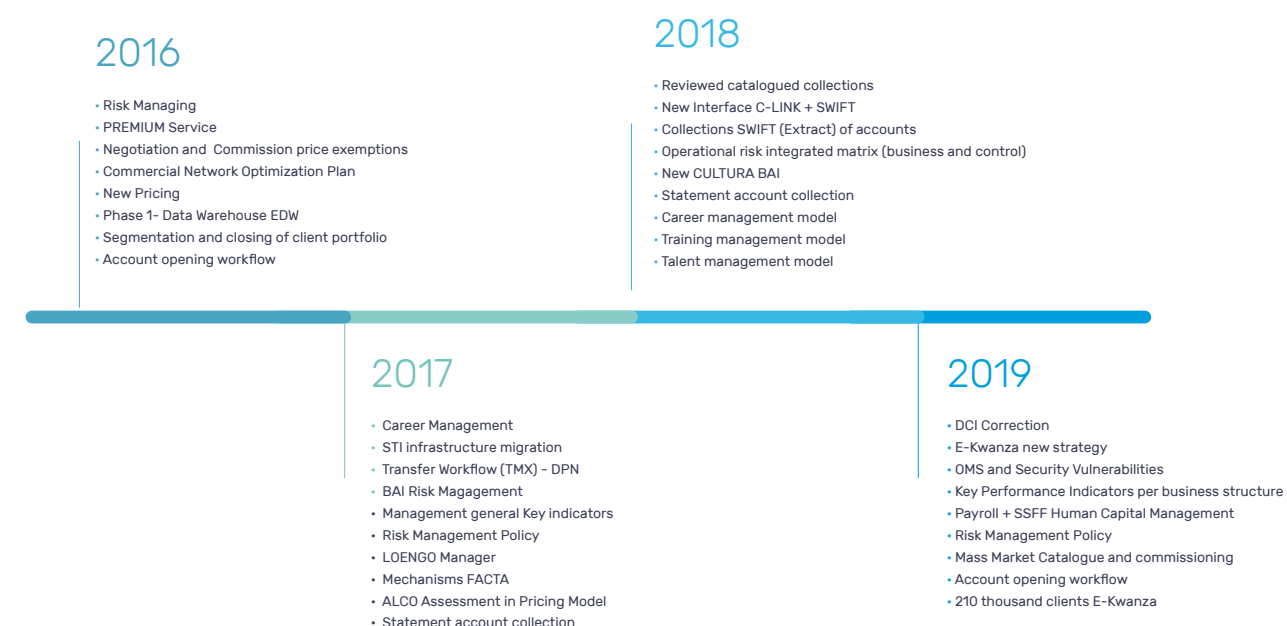 2016
• Risk Managing
• PREMIUM Service
• Negotiation and Commission price exemptions
• Commercial Network Optimization Plan
• New Pricing
• Phase 1- Data Warehouse EDW
• Segmentation and closing of client portfolio
• Account opening workflow
2018
• Reviewed catalogued collections
• New Interface C-LINK + SWIFT
• Collections SWIFT (Extract) of accounts
• Operational risk integrated matrix (business and control)
• New CULTURA BAI
• Statement account collection
• Career management model
• Training management model
• Talent management model
2017
• Career Management
• STI infrastructure migration
• Transfer Workflow (TMX) - DPN
• BAI Risk Magagement
• Management general Key indicators
• Risk Management Policy
• LOENGO Manager
• Mechanisms FACTA
• ALCO Assessment in Pricing Model
• Statement account collection
2019
• DCI Correction
• E-Kwanza new strategy
• OMS and Security Vulnerabilities
• Key Performance Indicators per business structure
• Payroll + SSFF Human Capital Management
• Risk Management Policy
• Mass Market Catalogue and commissioning
• Account opening workflow
• 210 thousand clients E-Kwanza